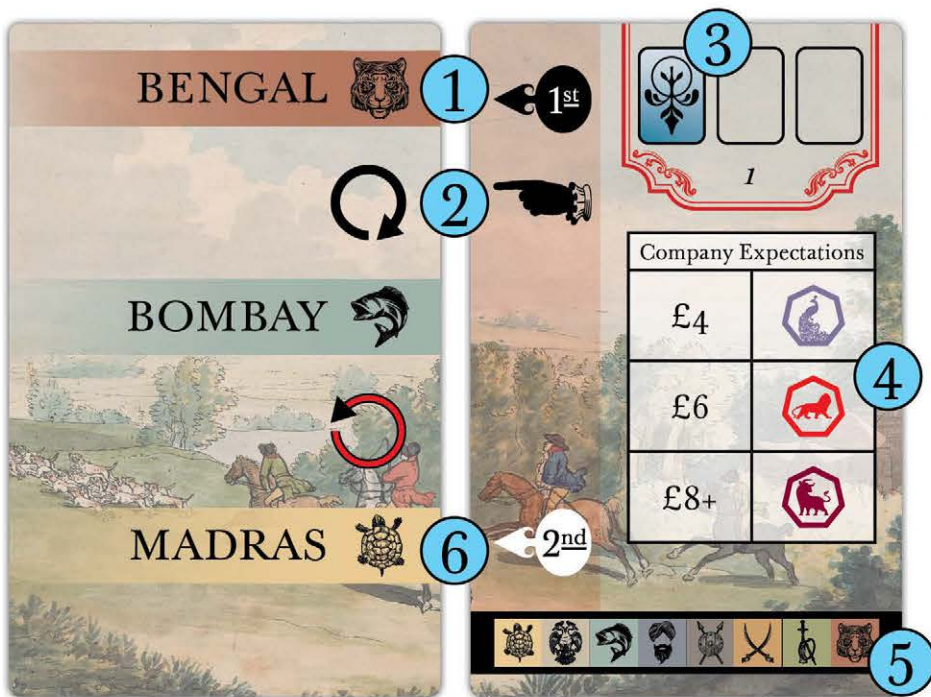 BENGAL
1
1st
3
1
2
Company Expectations
£4
BOMBAY
£6
4
£8+
MADRAS
6
2nd
5